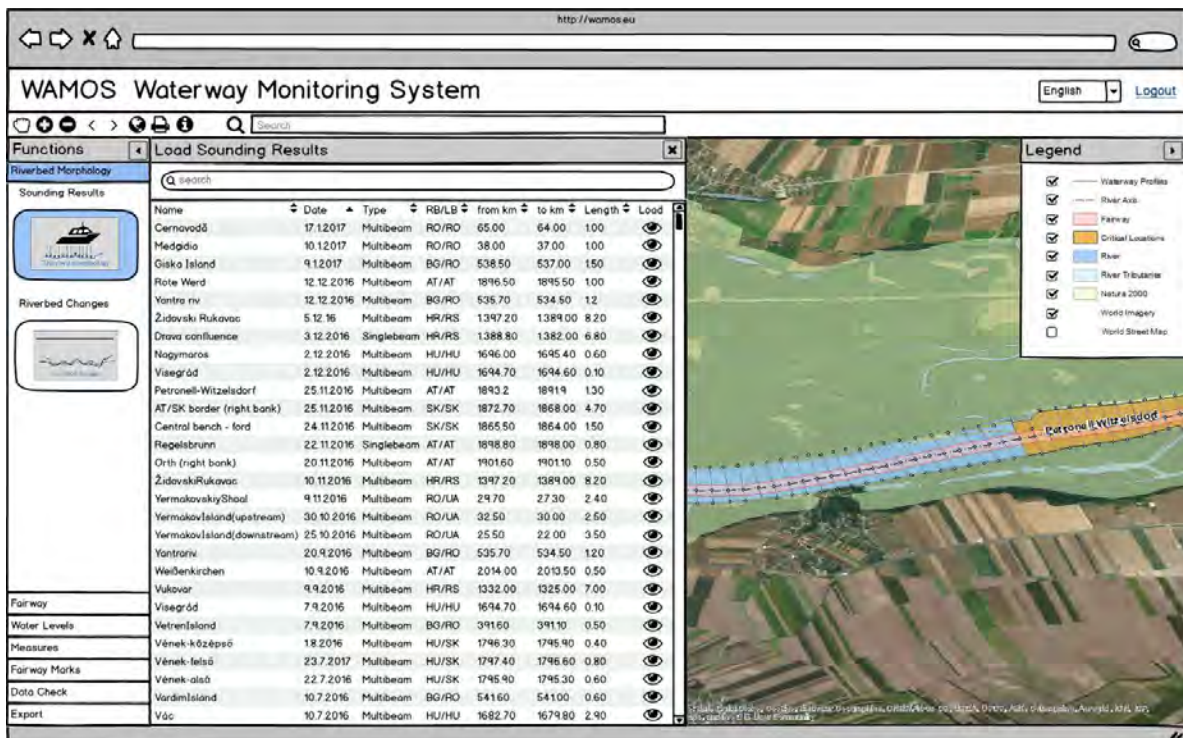 http://wamos.eu
WAMOS Waterway Monitoring System
English
Logout
Search
Functions
Riverbed Morphology
Sounding Results
Riverbed Changes
Fairway
Water Levels
Measures
Fairway Marks
Data Check
Export
Load Sounding Results
search
Name Date Type RB/LB from km to km Length Load
Cernavodă 17.1.2017 Multibeam RO/RO 65.00 64.00 1.00
Medgidia 10.1.2017 Multibeam RO/RO 38.00 37.00 1.00
Giska Island 9.1.2017 Multibeam BG/RO 538.50 537.00 1.50
Rote Werd 12.12.2016 Multibeam AT/AT 1896.50 1895.50 1.00
Yantra riv 12.12.2016 Multibeam BG/RO 535.70 534.50 1.2
Židovski Rukavac 5.12.16 Multibeam HR/RS 1397.20 1389.00 8.20
Drava confluence 3.12.2016 Singlebeam HR/RS 1388.80 1382.00 6.80
Nagymaros 2.12.2016 Multibeam HU/HU 1696.00 1695.40 0.60
Visegrád 2.12.2016 Multibeam HU/HU 1694.70 1694.60 0.10
Petronell-Witzelsdorf 25.11.2016 Multibeam AT/AT 1893.2 1891.9 1.30
AT/SK border (right bank) 25.11.2016 Multibeam SK/SK 1872.70 1868.00 4.70
Central bench - ford 24.11.2016 Multibeam SK/SK 1865.50 1864.00 1.50
Regelsbrunn 22.11.2016 Singlebeam AT/AT 1898.80 1898.00 0.80
Orth (right bank) 20.11.2016 Multibeam AT/AT 1901.60 1901.10 0.50
ŽidovskiRukavac 10.11.2016 Multibeam HR/RS 1397.20 1389.00 8.20
YermakovskiyShoal 9.11.2016 Multibeam RO/UA 29.70 27.30 2.40
YermakovIsland(upstream) 30.10.2016 Multibeam RO/UA 32.50 30.00 2.50
YermakovIsland(downstream) 25.10.2016 Multibeam RO/UA 25.50 22.00 3.50
Yantrariv 20.9.2016 Multibeam BG/RO 535.70 534.50 1.20
Weißenkirchen 10.9.2016 Multibeam AT/AT 2014.00 2013.50 0.50
Vukovar 9.9.2016 Multibeam HR/RS 1332.00 1325.00 7.00
Visegrád 7.9.2016 Multibeam HU/HU 1694.70 1694.60 0.10
VetrenIsland 7.9.2016 Multibeam BG/RO 391.60 391.10 0.50
Vének-középső 1.8.2016 Multibeam HU/SK 1796.30 1795.90 0.40
Vének-felső 23.7.2017 Multibeam HU/SK 1797.40 1796.60 0.80
Vének-alsó 22.7.2016 Multibeam HU/SK 1795.90 1795.30 0.60
VardimIsland 10.7.2016 Multibeam BG/RO 541.60 541.00 0.60
Vác 10.7.2016 Multibeam HU/HU 1682.70 1679.80 2.90
Legend
Waterway Profiles
River Axis
Fairway
Critical Locations
River
River Tributaries
Natura 2000
World Imagery
World Street Map
Petronell-Witzelsdorf